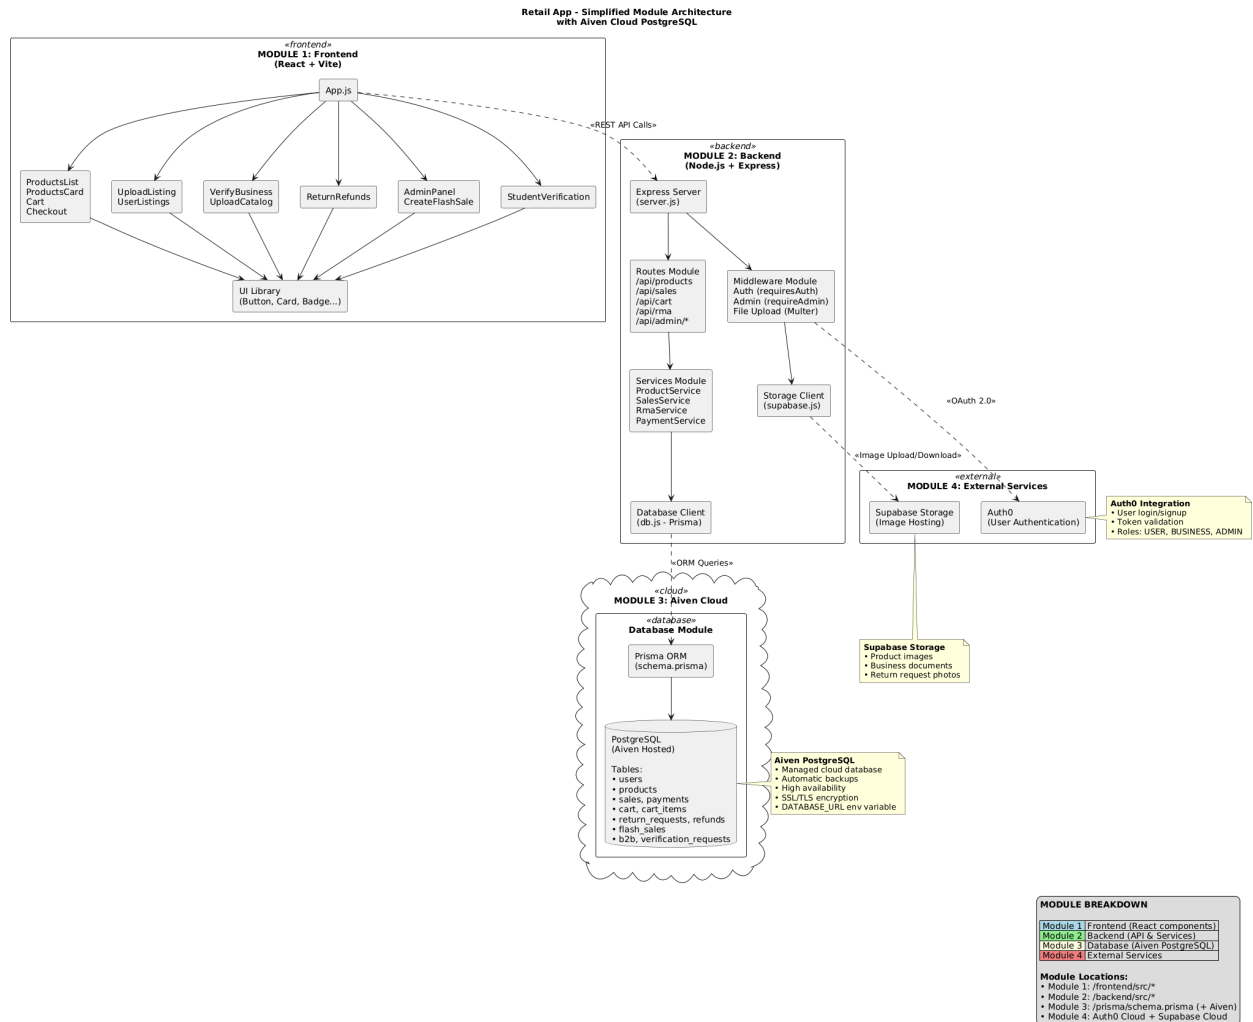 Retail App - Simplified Module Architecture
with Aiven Cloud PostgreSQL
«frontend»
MODULE 1: Frontend
(React + Vite)
App.js
«REST API Calls»
ProductsList
ProductsCard
Cart
Checkout
UploadListing
UserListings
VerifyBusiness
UploadCatalog
ReturnRefunds
AdminPanel
CreateFlashSale
StudentVerification
UI Library
(Button, Card, Badge...)
«backend»
MODULE 2: Backend
(Node.js + Express)
Express Server
(server.js)
Routes Module
/api/products
/api/sales
/api/cart
/api/rma
/api/admin/*
Middleware Module
Auth (requiresAuth)
Admin (requireAdmin)
File Upload (Multer)
Services Module
ProductService
SalesService
RmaService
PaymentService
Storage Client
(supabase.js)
«OAuth 2.0»
«Image Upload/Download»
Database Client
(db.js - Prisma)
«external»
MODULE 4: External Services
Supabase Storage
(Image Hosting)
Auth0
(User Authentication)
Auth0 Integration
• User login/signup
• Token validation
• Roles: USER, BUSINESS, ADMIN
«ORM Queries»
«cloud»
MODULE 3: Aiven Cloud
«database»
Database Module
Prisma ORM
(schema.prisma)
Supabase Storage
• Product images
• Business documents
• Return request photos
PostgreSQL
(Aiven Hosted)
Tables:
• users
• products
• sales, payments
• cart, cart_items
• return_requests, refunds
• flash_sales
• b2b, verification_requests
Aiven PostgreSQL
• Managed cloud database
• Automatic backups
• High availability
• SSL/TLS encryption
• DATABASE_URL env variable
MODULE BREAKDOWN
Module 1 Frontend (React components)
Module 2 Backend (API & Services)
Module 3 Database (Aiven PostgreSQL)
Module 4 External Services
Module Locations:
• Module 1: /frontend/src/*
• Module 2: /backend/src/*
• Module 3: /prisma/schema.prisma (+ Aiven)
• Module 4: Auth0 Cloud + Supabase Cloud